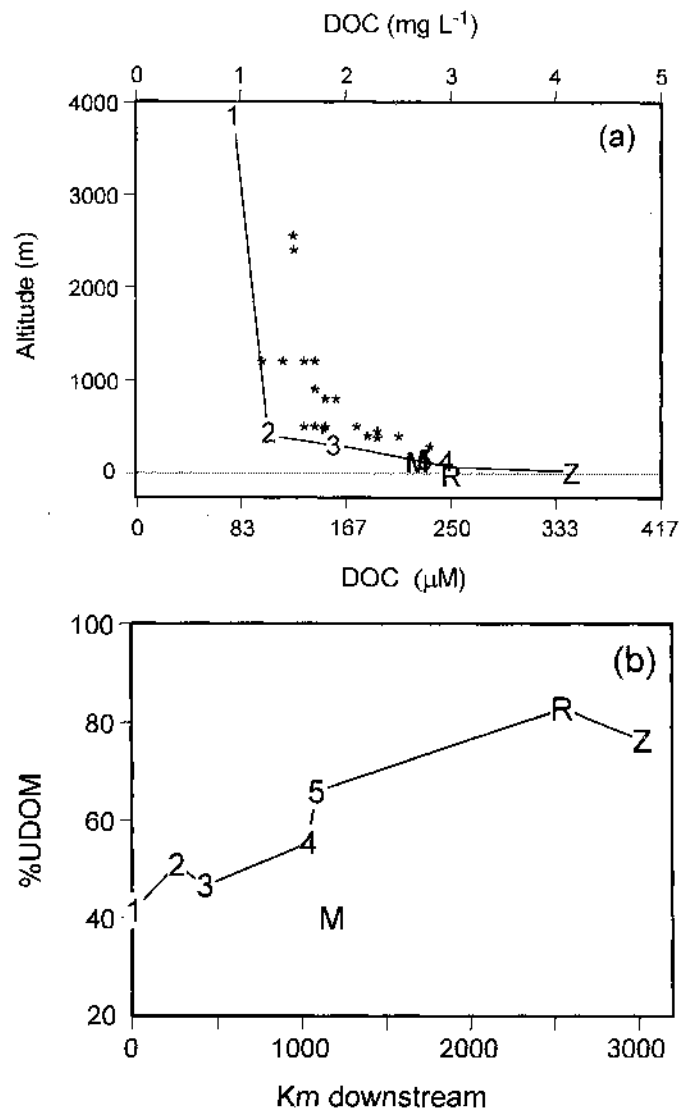 DOC (mg L-1)
0 1 2 3 4 5
4000
(a)
1
3000
Altitude (m)
2000
1000
2 3 M 4 R Z
0
0 83 167 250 333 417
DOC (μM)
100
(b)
80
R
Z
%UDOM
5
60
4
2
3
1
40
M
20
0 1000 2000 3000
Km downstream